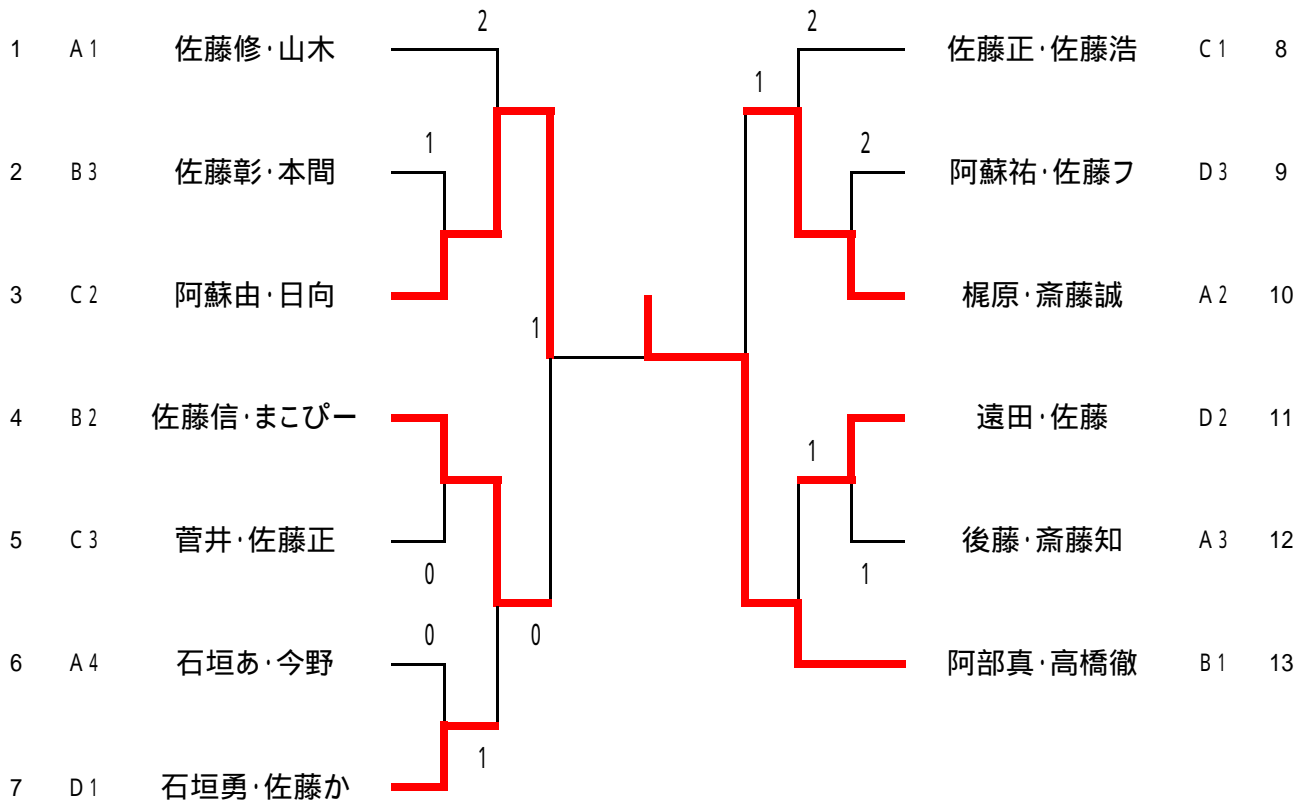 2 2
1 A1 佐藤修・山木 佐藤正・佐藤浩 C1 8
1
1 2
2 B3 佐藤彰・本間 阿蘇祐・佐藤フ D3 9
3 C2 阿蘇由・日向 梶原・斎藤誠 A2 10
1
4 B2 佐藤信・まこぴー 遠田・佐藤 D2 11
1
5 C3 菅井・佐藤正 後藤・斎藤知 A3 12
0 1
0 0
6 A4 石垣あ・今野 阿部真・高橋徹 B1 13
1
7 D1 石垣勇・佐藤か